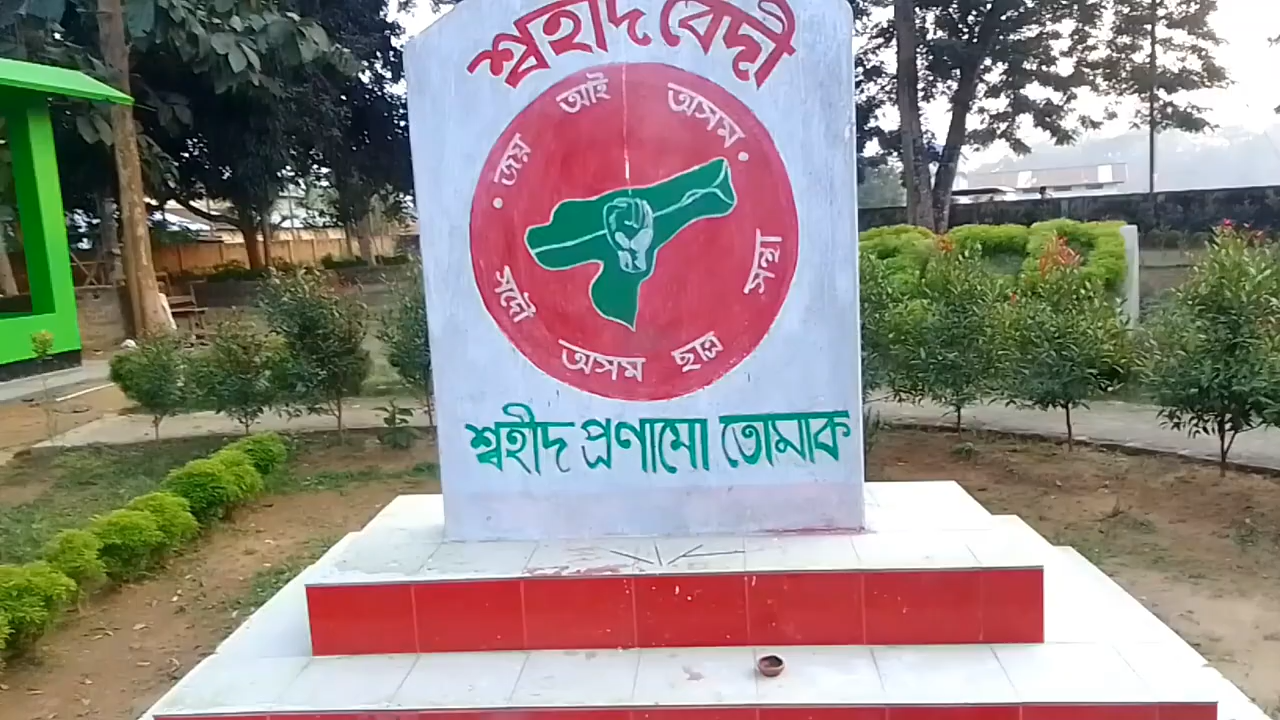 শ্বহীদ বেদী
জয় আই অসম
সদৌ অসম ছাত্ৰ সন্থা
শ্বহীদ প্ৰণামো তোমাক